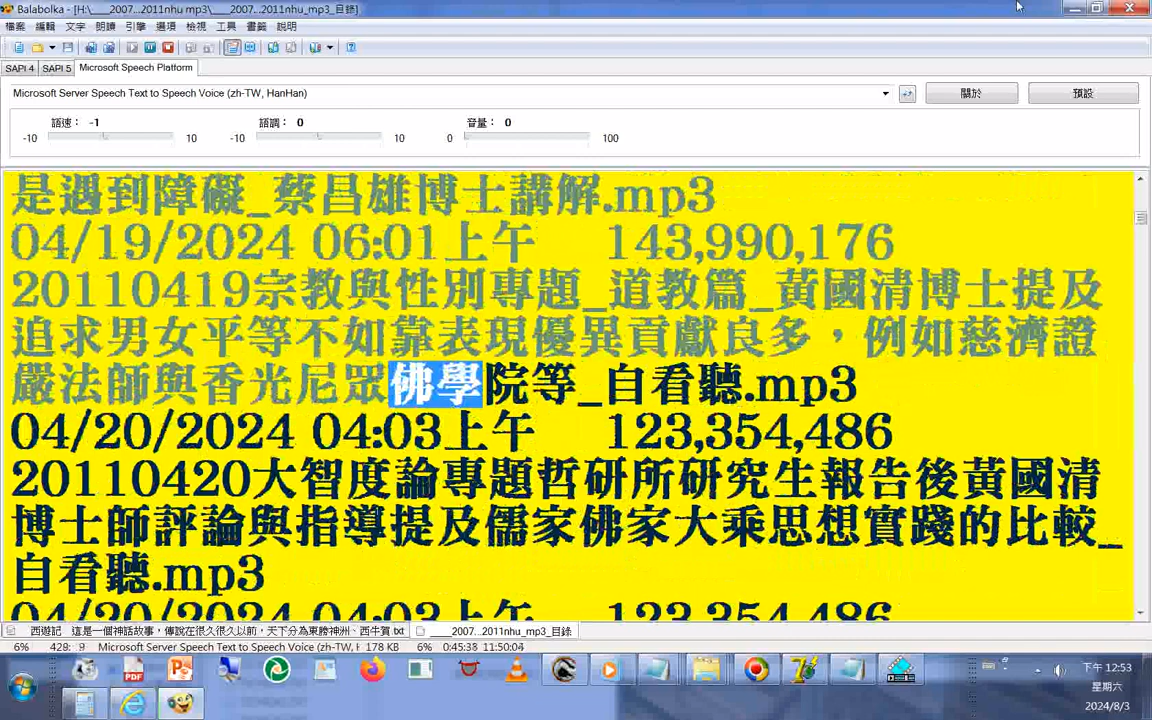 Balabolka - [H:\____2007...2011nhu mp3\____2007...2011nhu_mp3_目錄]
檔案 編輯 文字 朗讀 引擎 選項 檢視 工具 書籤 說明
SAPI 4 SAPI 5 Microsoft Speech Platform
Microsoft Server Speech Text to Speech Voice (zh-TW, HanHan)
關於 預設
語速： -1 語調： 0 音量： 0
-10 10 -10 10 0 100
是遇到障礙_蔡昌雄博士講解.mp3
04/19/2024 06:01上午 143,990,176
20110419宗教與性別專題_道教篇_黃國清博士提及
追求男女平等不如靠表現優異貢獻良多，例如慈濟證
嚴法師與香光尼眾佛學院等_自看聽.mp3
04/20/2024 04:03上午 123,354,486
20110420大智度論專題哲研所研究生報告後黃國清
博士師評論與指導提及儒家佛家大乘思想實踐的比較_
自看聽.mp3
04/20/2024 04:03上午 123,354,486
西遊記 這是一個神話故事，傳說在很久很久以前，天下分為東勝神洲、西牛賀.txt ____2007...2011nhu_mp3_目錄
6% Microsoft Server Speech Text to Speech Voice (zh-TW, H 178 KB 6% 0:45:38 11:50:04
下午 12:53
星期六
2024/8/3